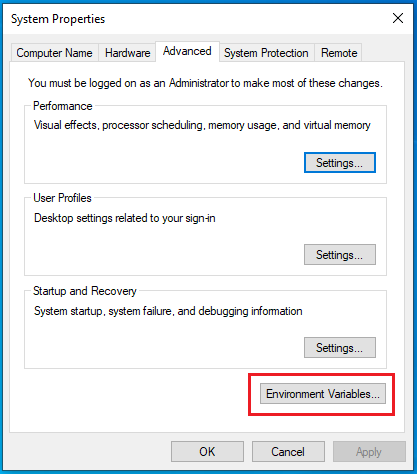 System Properties
Computer Name Hardware Advanced System Protection Remote
You must be logged on as an Administrator to make most of these changes.
Performance
Visual effects, processor scheduling, memory usage, and virtual memory
Settings...
User Profiles
Desktop settings related to your sign-in
Settings...
Startup and Recovery
System startup, system failure, and debugging information
Settings...
Environment Variables...
OK Cancel Apply